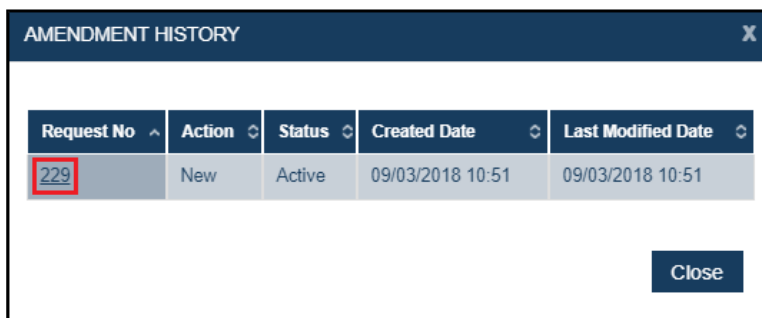 AMENDMENT HISTORY X
Request No Action Status Created Date Last Modified Date
229 New Active 09/03/2018 10:51 09/03/2018 10:51
Close